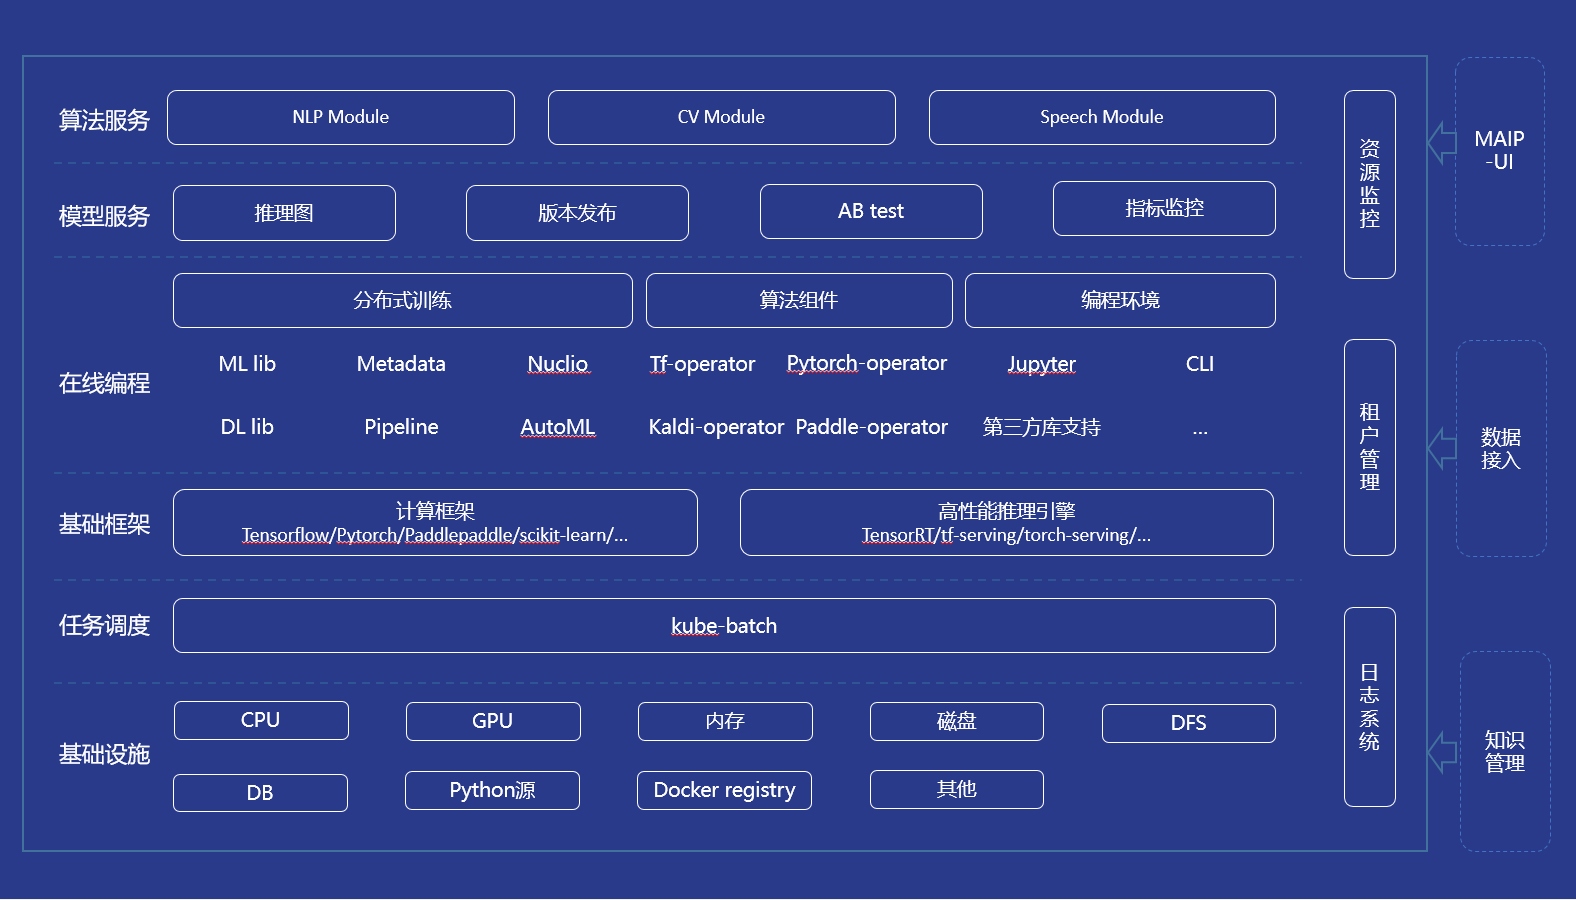 算法服务
NLP Module
CV Module
Speech Module
模型服务
推理图
版本发布
AB test
指标监控
在线编程
分布式训练
算法组件
编程环境
ML lib
Metadata
Nuclio
Tf-operator
Pytorch-operator
Jupyter
CLI
DL lib
Pipeline
AutoML
Kaldi-operator
Paddle-operator
第三方库支持
...
基础框架
计算框架
Tensorflow/Pytorch/Paddlepaddle/scikit-learn/...
高性能推理引擎
TensorRT/tf-serving/torch-serving/...
任务调度
kube-batch
基础设施
CPU
GPU
内存
磁盘
DFS
DB
Python源
Docker registry
其他
资源监控
租户管理
日志系统
MAIP
-UI
数据
接入
知识
管理